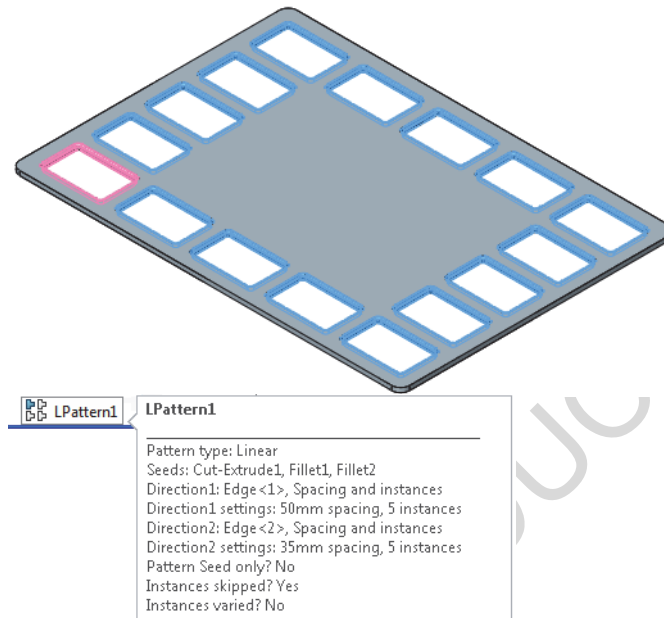 LPattern1
LPattern1
Pattern type: Linear
Seeds: Cut-Extrude1, Fillet1, Fillet2
Direction1: Edge<1>, Spacing and instances
Direction1 settings: 50mm spacing, 5 instances
Direction2: Edge<2>, Spacing and instances
Direction2 settings: 35mm spacing, 5 instances
Pattern Seed only? No
Instances skipped? Yes
Instances varied? No